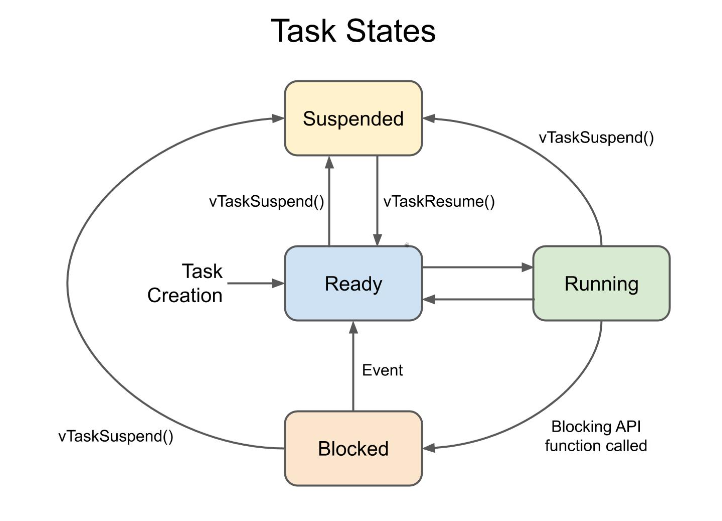 Task States
Suspended
vTaskSuspend()
vTaskSuspend()
vTaskResume()
Task
Creation
Ready
Running
Event
vTaskSuspend()
Blocked
Blocking API
function called